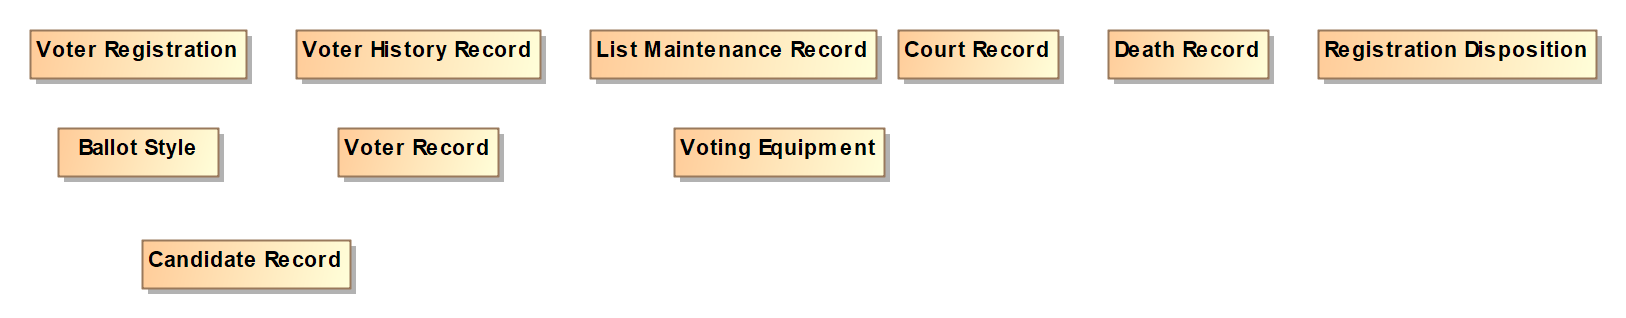 Voter Registration
Voter History Record
List Maintenance Record
Court Record
Death Record
Registration Disposition
Ballot Style
Voter Record
Voting Equipment
Candidate Record